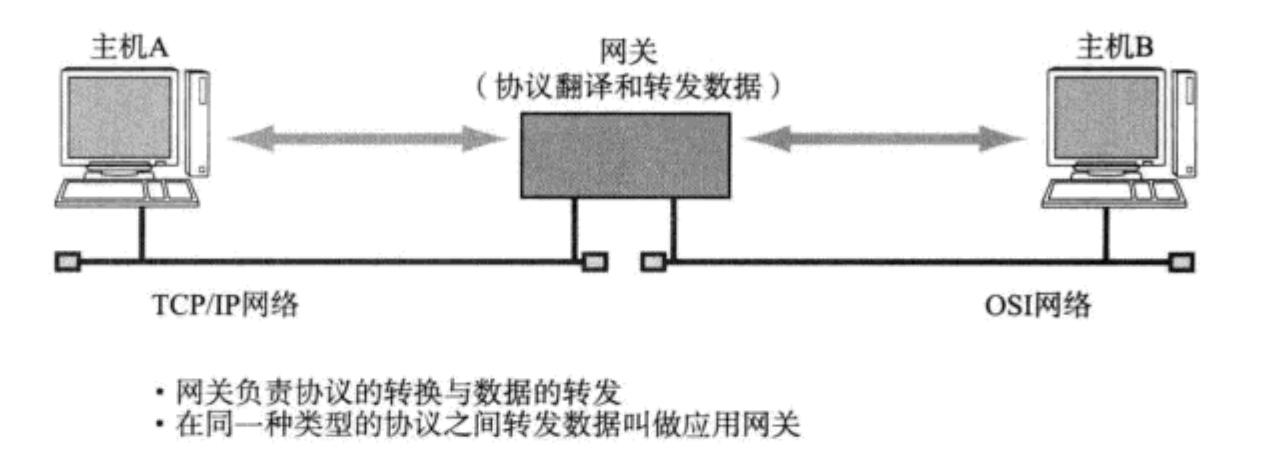 主机A
网关
（协议翻译和转发数据）
主机B
TCP/IP网络
OSI网络
·网关负责协议的转换与数据的转发
·在同一种类型的协议之间转发数据叫做应用网关